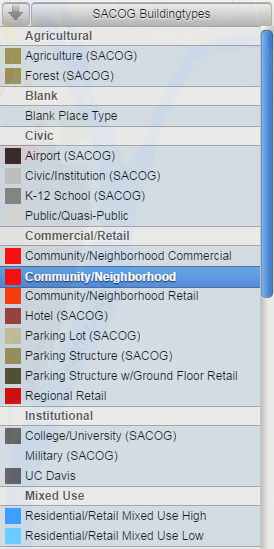 SACOG Buildingtypes
Agricultural
Agriculture (SACOG)
Forest (SACOG)
Blank
Blank Place Type
Civic
Airport (SACOG)
Civic/Institution (SACOG)
K-12 School (SACOG)
Public/Quasi-Public
Commercial/Retail
Community/Neighborhood Commercial
Community/Neighborhood
Community/Neighborhood Retail
Hotel (SACOG)
Parking Lot (SACOG)
Parking Structure (SACOG)
Parking Structure w/Ground Floor Retail
Regional Retail
Institutional
College/University (SACOG)
Military (SACOG)
UC Davis
Mixed Use
Residential/Retail Mixed Use High
Residential/Retail Mixed Use Low